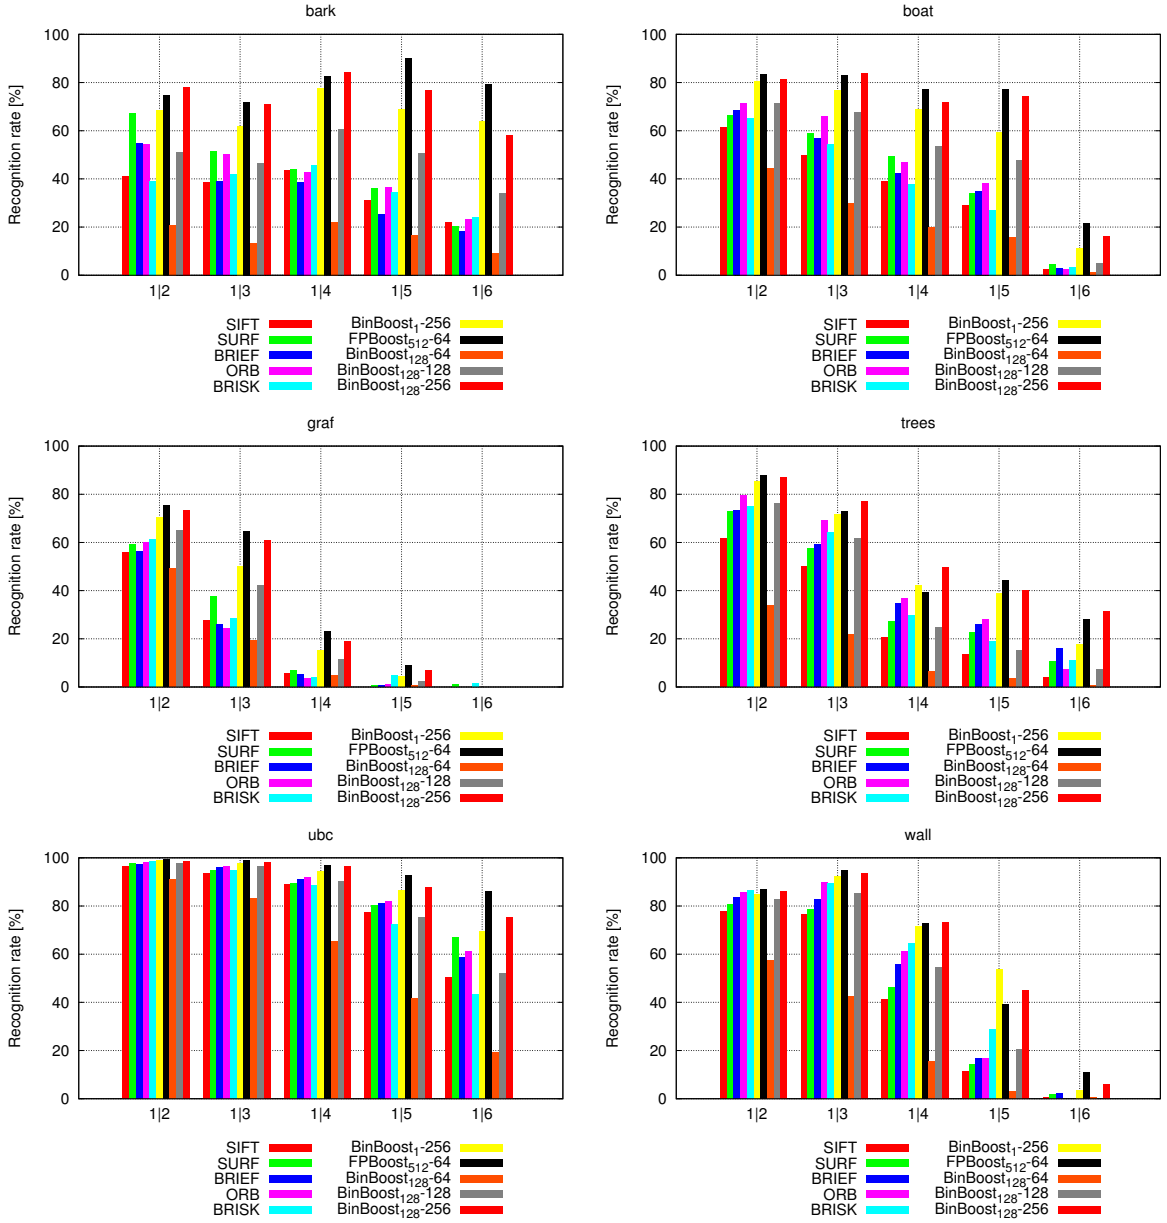 bark
Recognition rate [%]
100
80
60
40
20
0
1|2 1|3 1|4 1|5 1|6
SIFT BinBoost1-256
SURF FPBoost512-64
BRIEF BinBoost128-64
ORB BinBoost128-128
BRISK BinBoost128-256
boat
Recognition rate [%]
100
80
60
40
20
0
1|2 1|3 1|4 1|5 1|6
SIFT BinBoost1-256
SURF FPBoost512-64
BRIEF BinBoost128-64
ORB BinBoost128-128
BRISK BinBoost128-256
graf
Recognition rate [%]
100
80
60
40
20
0
1|2 1|3 1|4 1|5 1|6
SIFT BinBoost1-256
SURF FPBoost512-64
BRIEF BinBoost128-64
ORB BinBoost128-128
BRISK BinBoost128-256
trees
Recognition rate [%]
100
80
60
40
20
0
1|2 1|3 1|4 1|5 1|6
SIFT BinBoost1-256
SURF FPBoost512-64
BRIEF BinBoost128-64
ORB BinBoost128-128
BRISK BinBoost128-256
ubc
Recognition rate [%]
100
80
60
40
20
0
1|2 1|3 1|4 1|5 1|6
SIFT BinBoost1-256
SURF FPBoost512-64
BRIEF BinBoost128-64
ORB BinBoost128-128
BRISK BinBoost128-256
wall
Recognition rate [%]
100
80
60
40
20
0
1|2 1|3 1|4 1|5 1|6
SIFT BinBoost1-256
SURF FPBoost512-64
BRIEF BinBoost128-64
ORB BinBoost128-128
BRISK BinBoost128-256